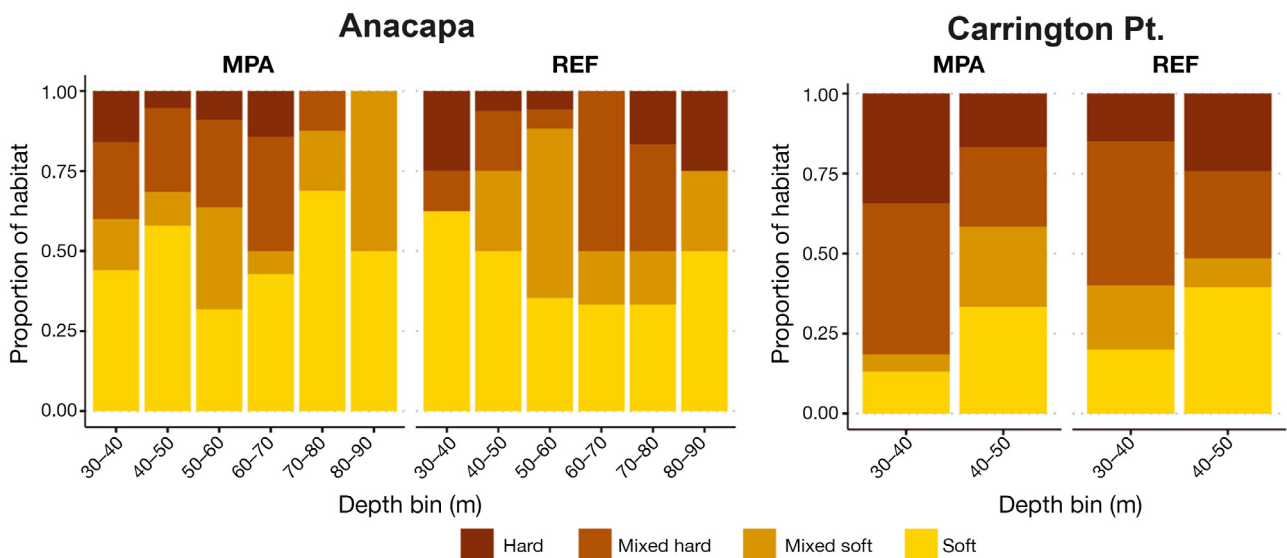 Anacapa
MPA REF
Proportion of habitat
1.00
0.75
0.50
0.25
0.00
30–40 40–50 50–60 60–70 70–80 80–90 30–40 40–50 50–60 60–70 70–80 80–90
Depth bin (m)
Carrington Pt.
MPA REF
Proportion of habitat
1.00
0.75
0.50
0.25
0.00
30–40 40–50 30–40 40–50
Depth bin (m)
Hard Mixed hard Mixed soft Soft